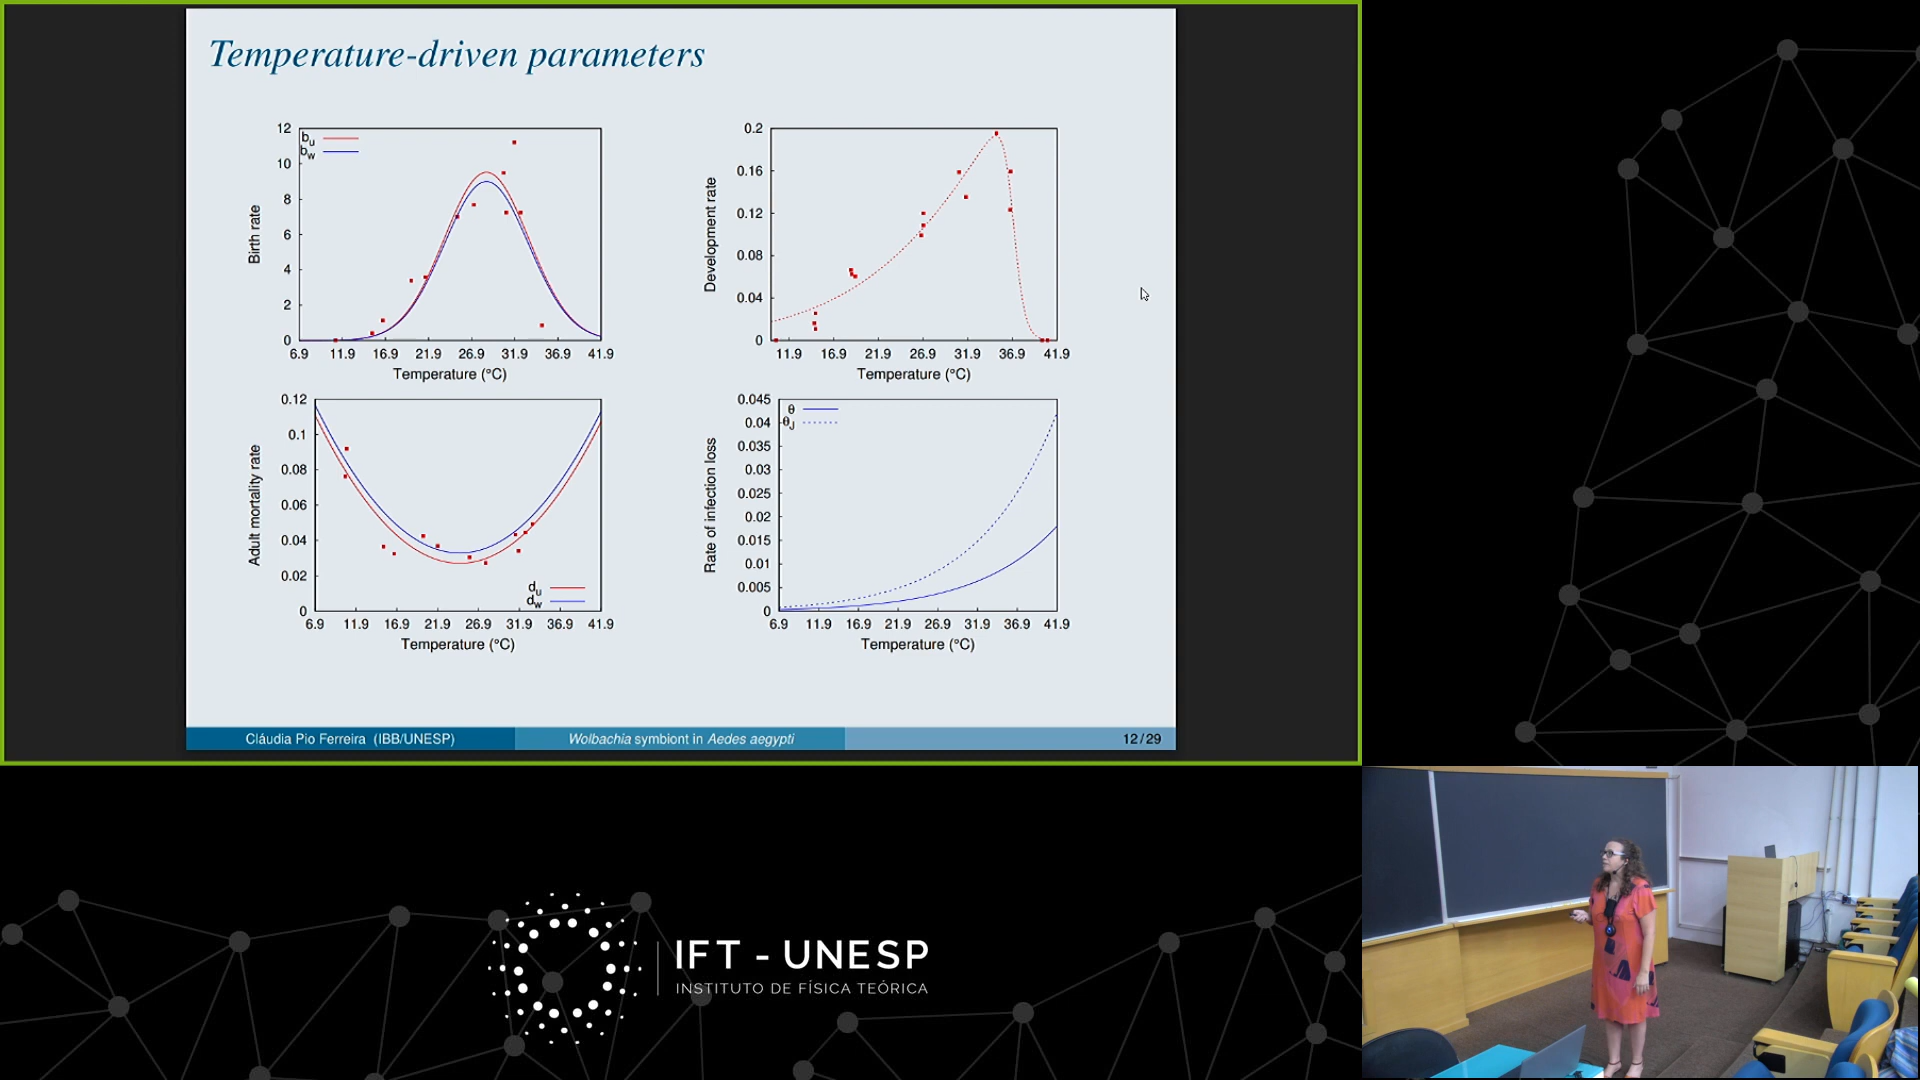 Temperature-driven parameters
12
10
8
6
4
2
0
b_u
b_w
Birth rate
6.9 11.9 16.9 21.9 26.9 31.9 36.9 41.9
Temperature (°C)
0.2
0.16
0.12
0.08
0.04
0
Development rate
11.9 16.9 21.9 26.9 31.9 36.9 41.9
Temperature (°C)
0.12
0.1
0.08
0.06
0.04
0.02
0
Adult mortality rate
d_u
d_w
6.9 11.9 16.9 21.9 26.9 31.9 36.9 41.9
Temperature (°C)
0.045
0.04
0.035
0.03
0.025
0.02
0.015
0.01
0.005
0
θ
θ_J
Rate of infection loss
6.9 11.9 16.9 21.9 26.9 31.9 36.9 41.9
Temperature (°C)
Cláudia Pio Ferreira (IBB/UNESP)
Wolbachia symbiont in Aedes aegypti
12/29
IFT - UNESP
INSTITUTO DE FÍSICA TEÓRICA